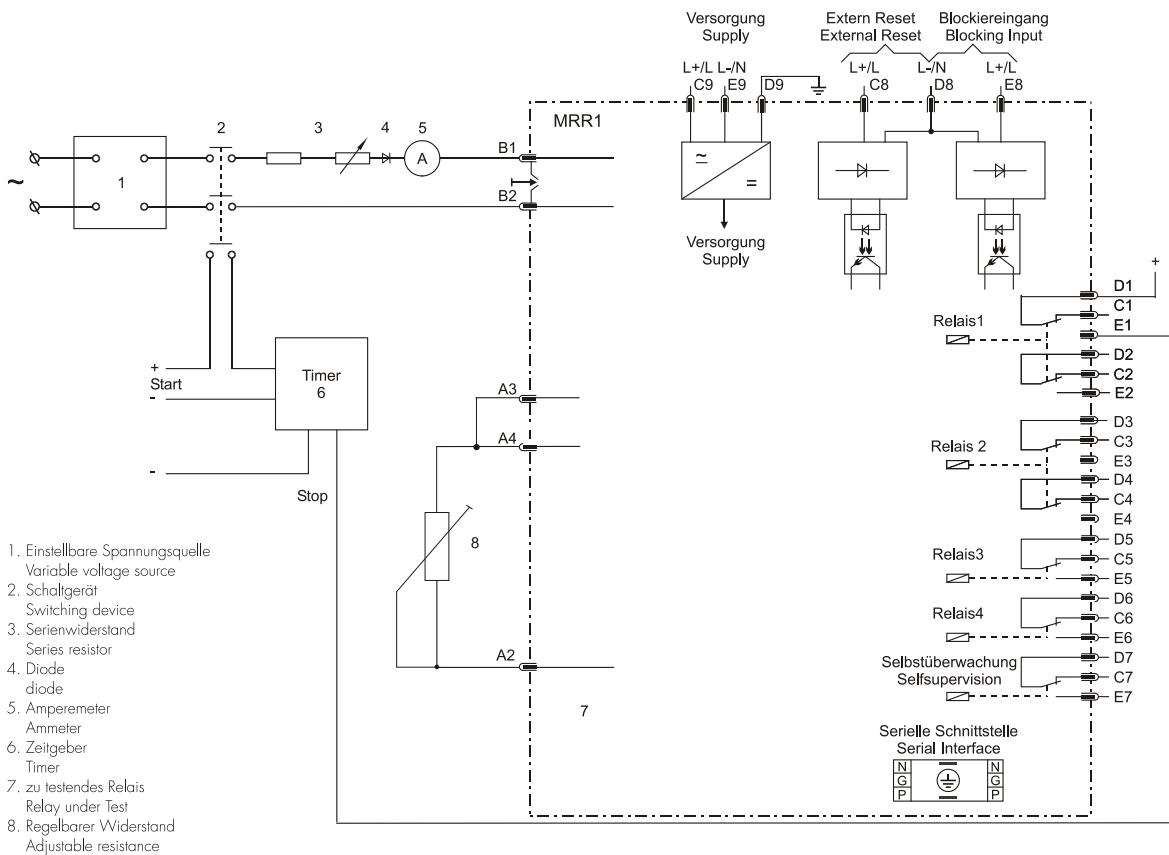 Versorgung
Supply
Extern Reset
External Reset
Blockiereingang
Blocking Input
L+/L L-/N
C9 E9 D9
L+/L
C8
L-/N
D8
L+/L
E8
MRR1
2
3
4
5
1
~
A
B1
B2
~
=
=
Versorgung
Supply
+
D1
C1
E1
Relais1
D2
C2
E2
+
Start
-
Timer
6
-
Stop
A3
A4
8
A2
7
D3
C3
E3
Relais 2
D4
C4
E4
D5
C5
E5
Relais3
D6
C6
E6
Relais4
D7
C7
E7
Selbstüberwachung
Selfsupervision
Serielle Schnittstelle
Serial Interface
N
G
P
N
G
P
1. Einstellbare Spannungsquelle
Variable voltage source
2. Schaltgerät
Switching device
3. Serienwiderstand
Series resistor
4. Diode
diode
5. Amperemeter
Ammeter
6. Zeitgeber
Timer
7. zu testendes Relais
Relay under Test
8. Regelbarer Widerstand
Adjustable resistance